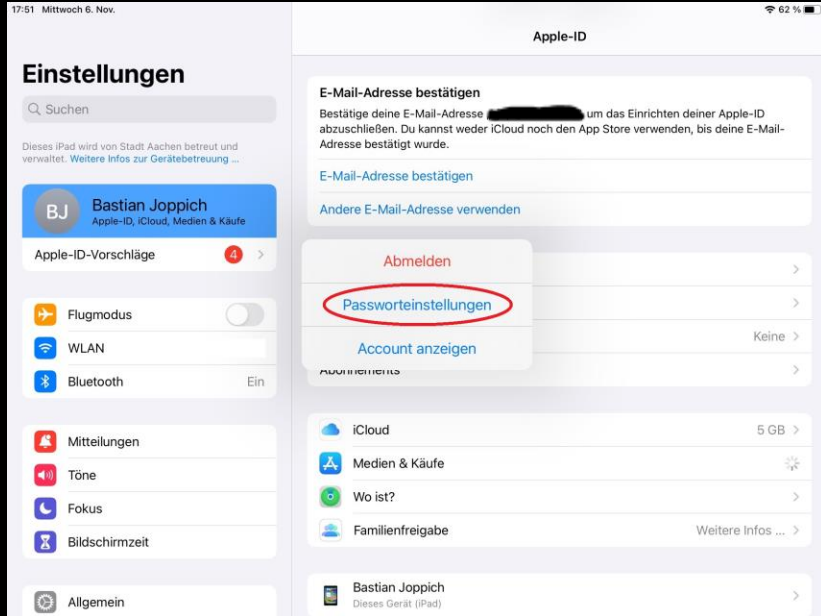 17:51 Mittwoch 6. Nov.
62 %
Einstellungen
Suchen
Dieses iPad wird von Stadt Aachen betreut und
verwaltet. Weitere Infos zur Gerätebetreuung ...
BJ
Bastian Joppich
Apple-ID, iCloud, Medien & Käufe
Apple-ID-Vorschläge 4
Flugmodus
WLAN
Bluetooth Ein
Mitteilungen
Töne
Fokus
Bildschirmzeit
Allgemein
Apple-ID
E-Mail-Adresse bestätigen
Bestätige deine E-Mail-Adresse um das Einrichten deiner Apple-ID
abzuschließen. Du kannst weder iCloud noch den App Store verwenden, bis deine E-Mail-
Adresse bestätigt wurde.
E-Mail-Adresse bestätigen
Andere E-Mail-Adresse verwenden
Abmelden
Passworteinstellungen
Account anzeigen
Keine
Abonnements
iCloud 5 GB
Medien & Käufe
Wo ist?
Familienfreigabe Weitere Infos ...
Bastian Joppich
Dieses Gerät (iPad)